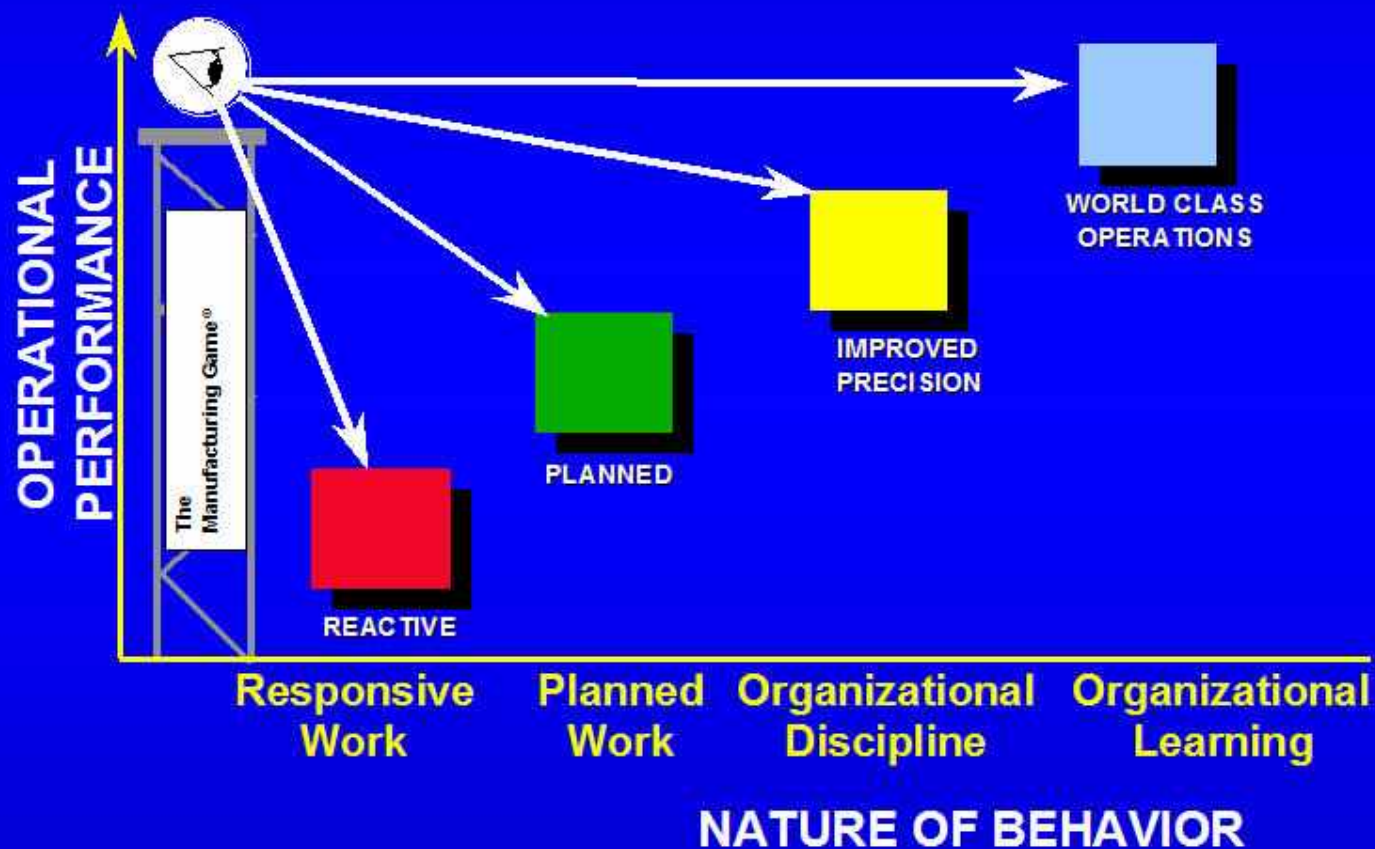 OPERATIONAL
PERFORMANCE
The
Manufacturing Game®
WORLD CLASS
OPERATIONS
IMPROVED
PRECISION
PLANNED
REACTIVE
Responsive
Work
Planned
Work
Organizational
Discipline
Organizational
Learning
NATURE OF BEHAVIOR